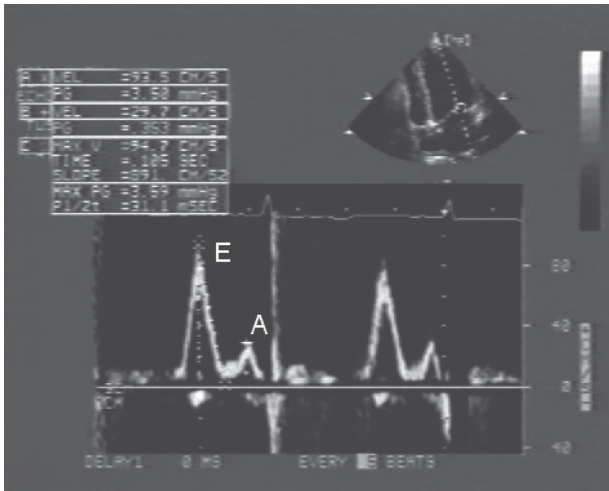 A x VEL =93.5 CM/S
PG =3.50 mmHg
E + VEL =29.7 CM/S
PG =.353 mmHg
C MAX V =94.7 CM/S
TIME =.105 SEC
SLOPE =891. CM/S2
MAX PG =3.59 mmHg
P1/2t =31.1 mSEC
E
A
80
40
0
40
DELAY1 0 MS EVERY 5 BEATS